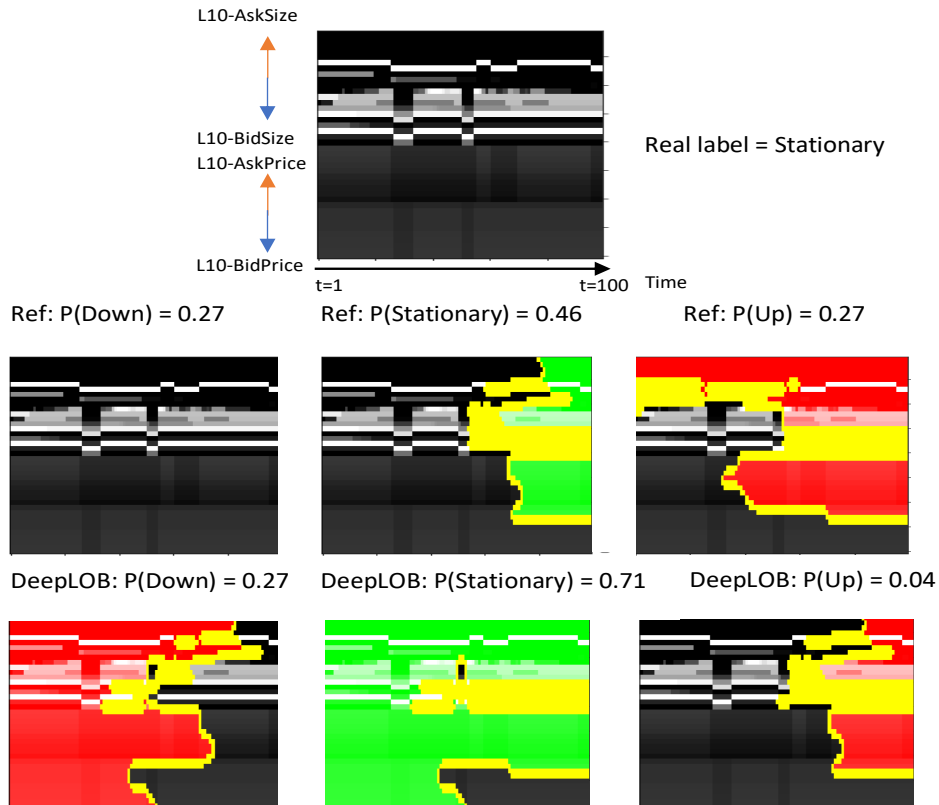 L10-AskSize
L10-BidSize
L10-AskPrice
Real label = Stationary
L10-BidPrice
t=1
t=100
Time
Ref: P(Down) = 0.27
Ref: P(Stationary) = 0.46
Ref: P(Up) = 0.27
DeepLOB: P(Down) = 0.27
DeepLOB: P(Stationary) = 0.71
DeepLOB: P(Up) = 0.04